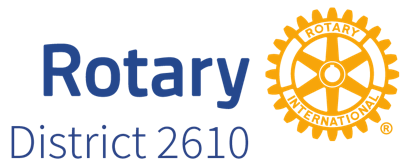 Rotary
District 2610
ROTARY
INTERNATIONAL
®